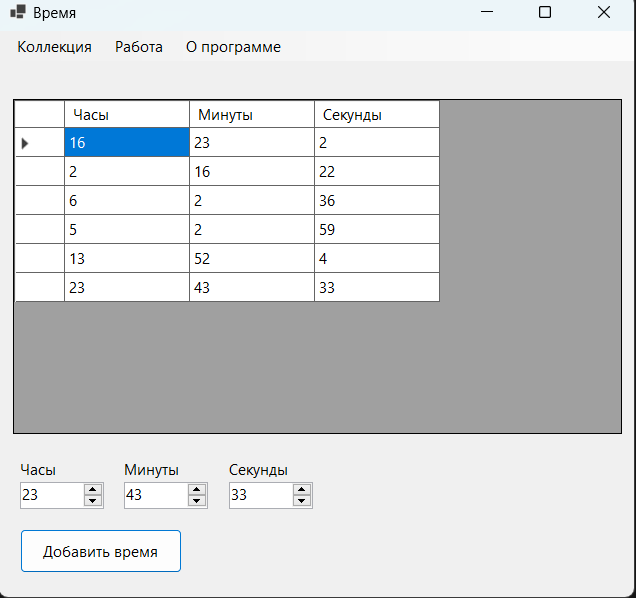 Время
Коллекция Работа О программе
Часы Минуты Секунды
16 23 2
2 16 22
6 2 36
5 2 59
13 52 4
23 43 33
Часы Минуты Секунды
23 43 33
Добавить время